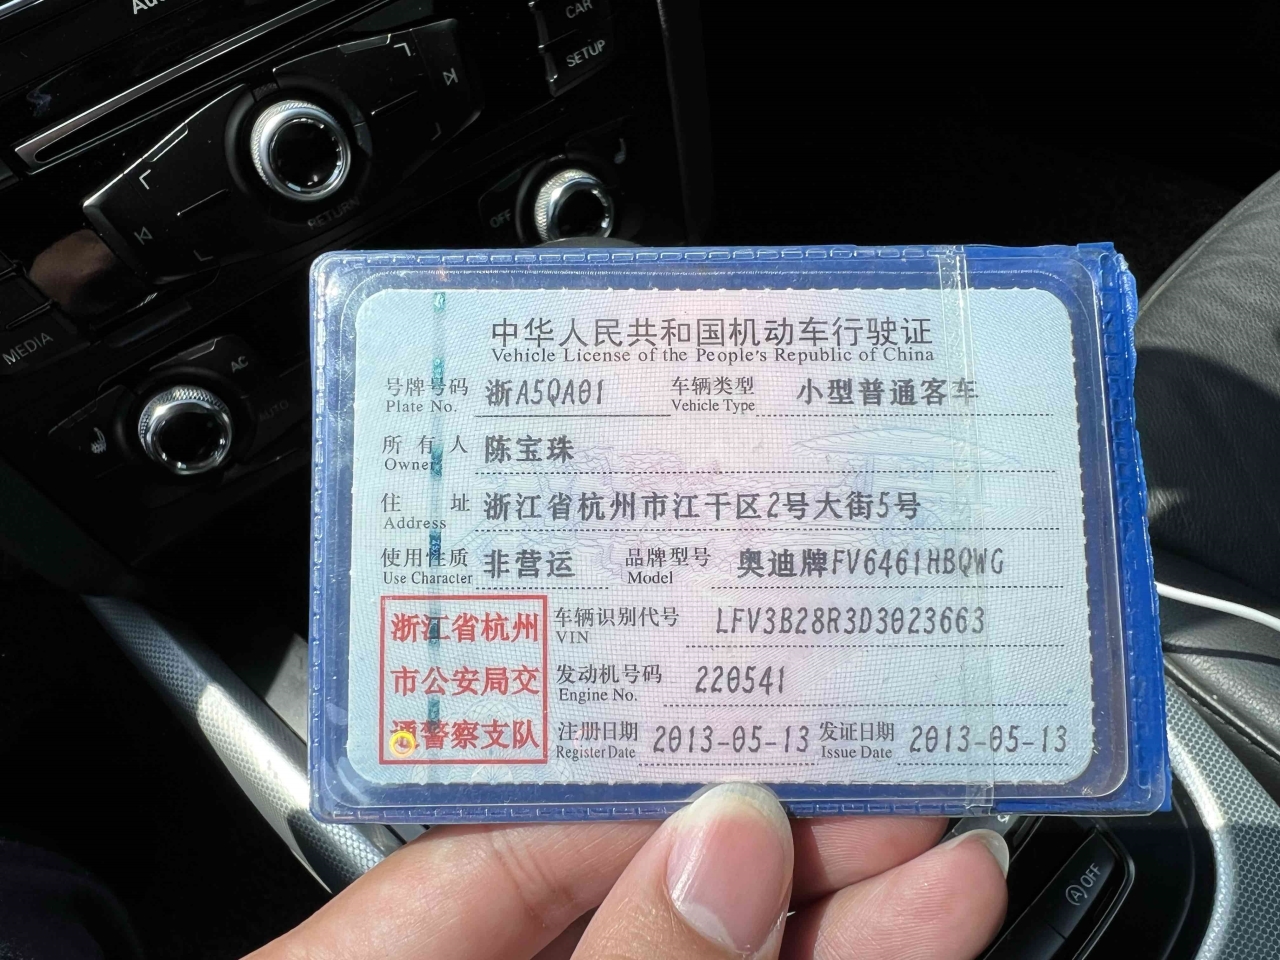 Au
CAR
SETUP
RETURN
OFF
MEDIA
AC
AUTO
中华人民共和国机动车行驶证
Vehicle License of the People's Republic of China
号牌号码 浙A5QA01 车辆类型 小型普通客车
Plate No. Vehicle Type
所有人 陈宝珠
Owner
住址 浙江省杭州市江干区2号大街5号
Address
使用性质 非营运 品牌型号 奥迪牌FV6461HBQWG
Use Character Model
浙江省杭州
市公安局交
通警察支队
车辆识别代号 LFV3B28R3D3023663
VIN
发动机号码 220541
Engine No.
注册日期 2013-05-13 发证日期 2013-05-13
Register Date Issue Date
A OFF